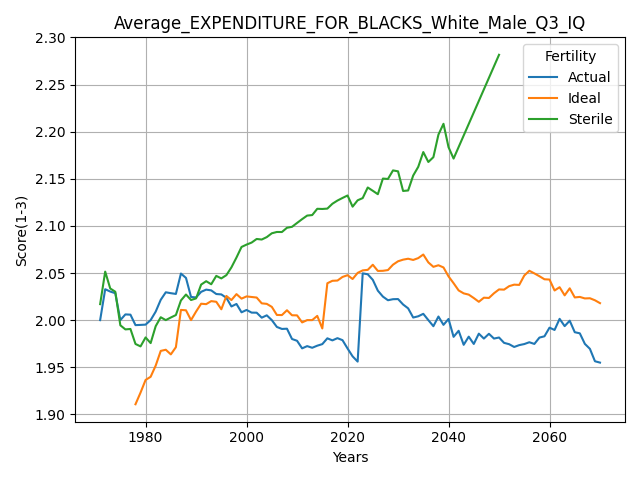 Average_EXPENDITURE_FOR_BLACKS_White_Male_Q3_IQ
2.30
2.25
2.20
2.15
2.10
2.05
2.00
1.95
1.90
Score(1-3)
Fertility
Actual
Ideal
Sterile
1980 2000 2020 2040 2060
Years